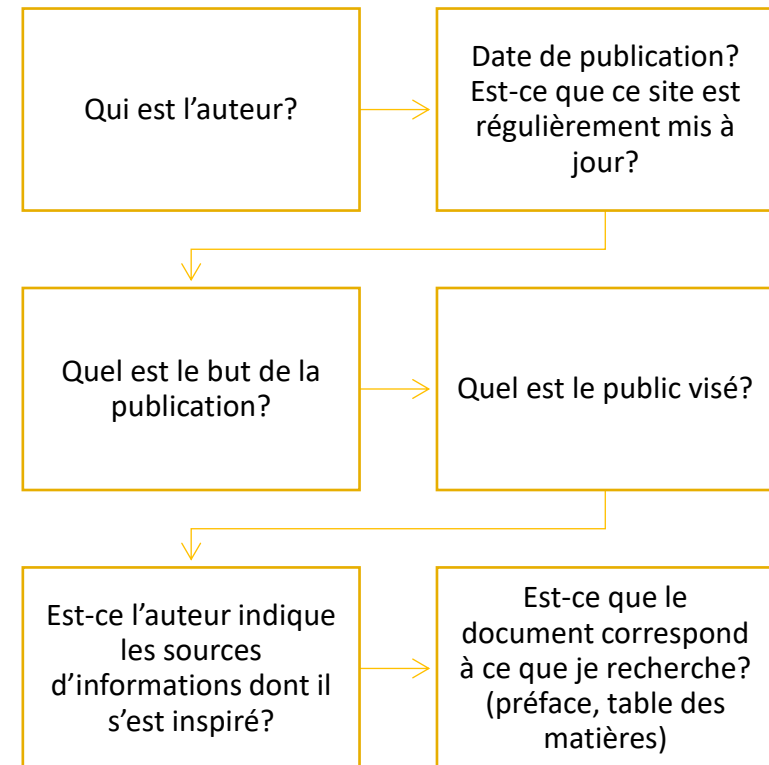 Qui est l’auteur?
Date de publication?
Est-ce que ce site est
régulièrement mis à
jour?
Quel est le but de la
publication?
Quel est le public visé?
Est-ce l’auteur indique
les sources
d’informations dont il
s’est inspiré?
Est-ce que le
document correspond
à ce que je recherche?
(préface, table des
matières)